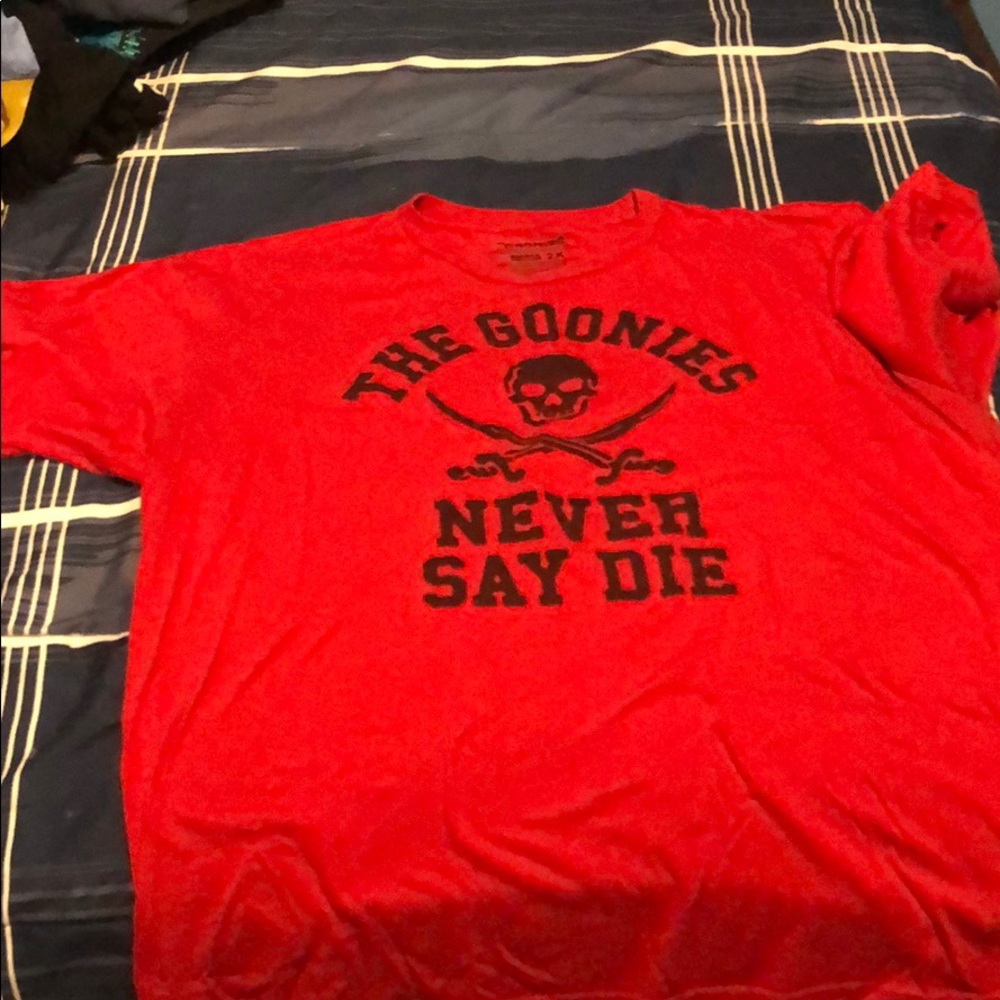 THE GOONIES
NEVER
SAY DIE